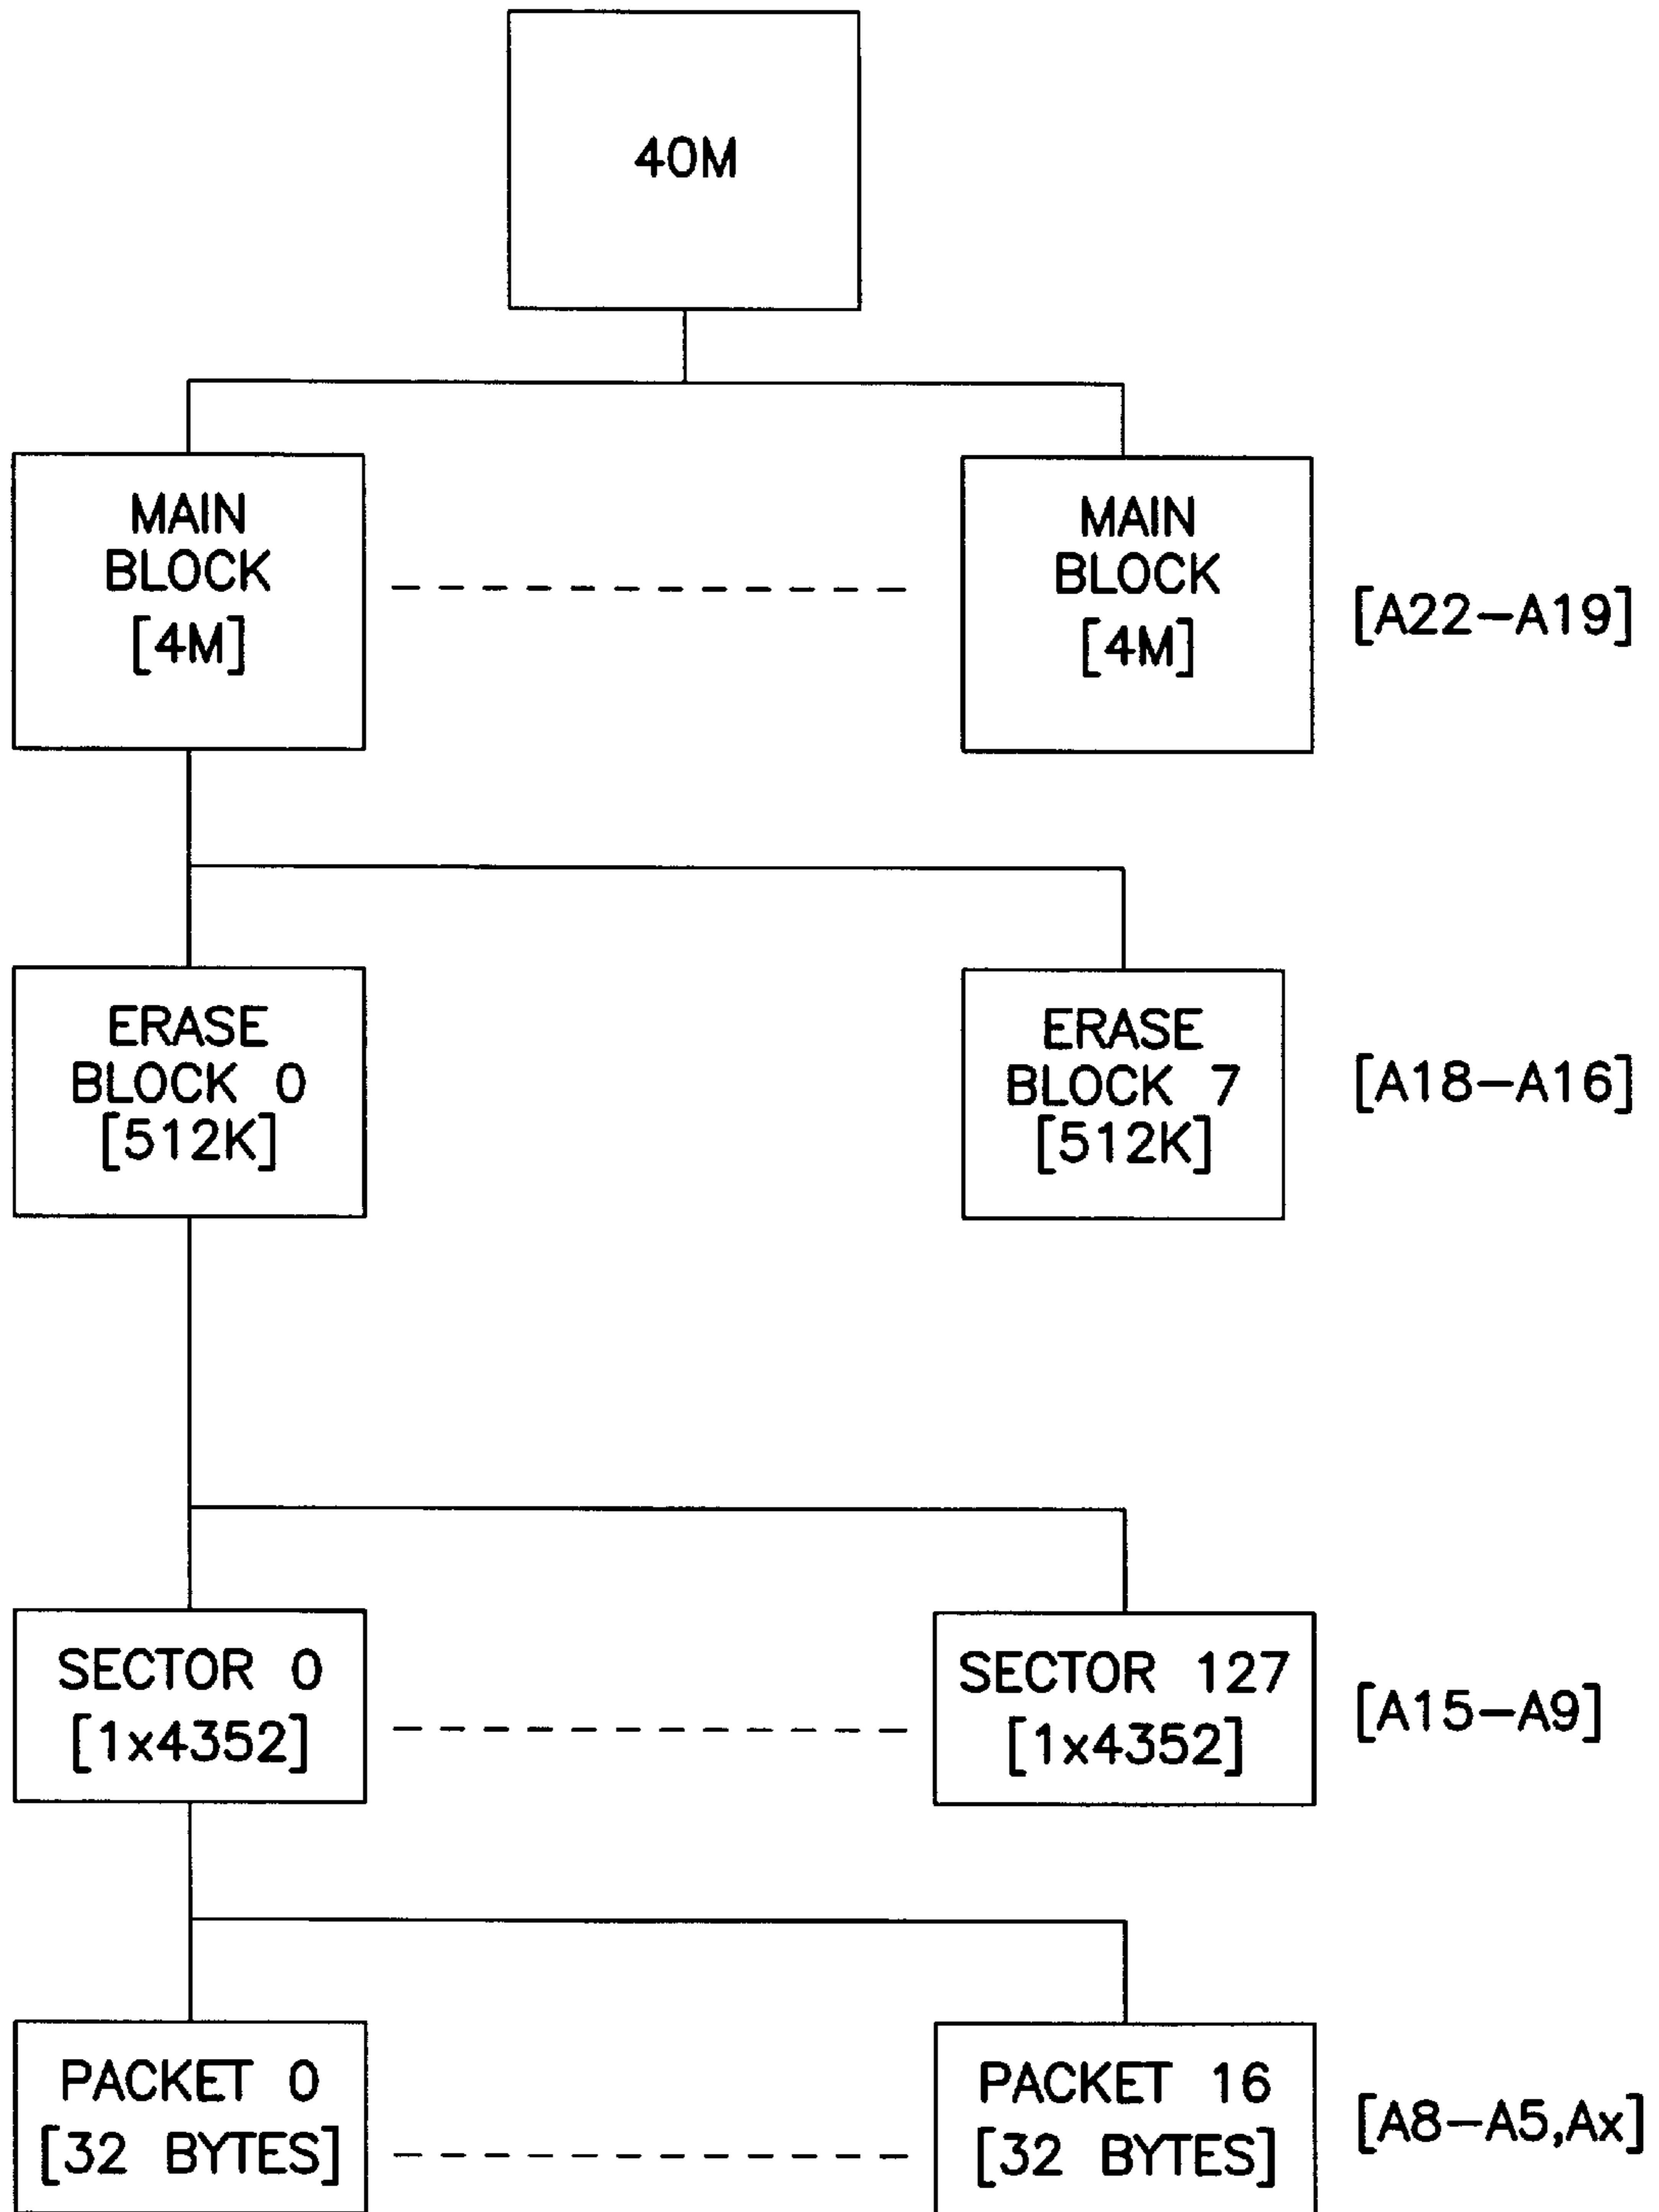 40M
MAIN
BLOCK
[4M]
MAIN
BLOCK
[4M]
[A22-A19]
ERASE
BLOCK 0
[512K]
ERASE
BLOCK 7
[512K]
[A18-A16]
SECTOR 0
[1x4352]
SECTOR 127
[1x4352]
[A15-A9]
PACKET 0
[32 BYTES]
PACKET 16
[32 BYTES]
[A8-A5,Ax]